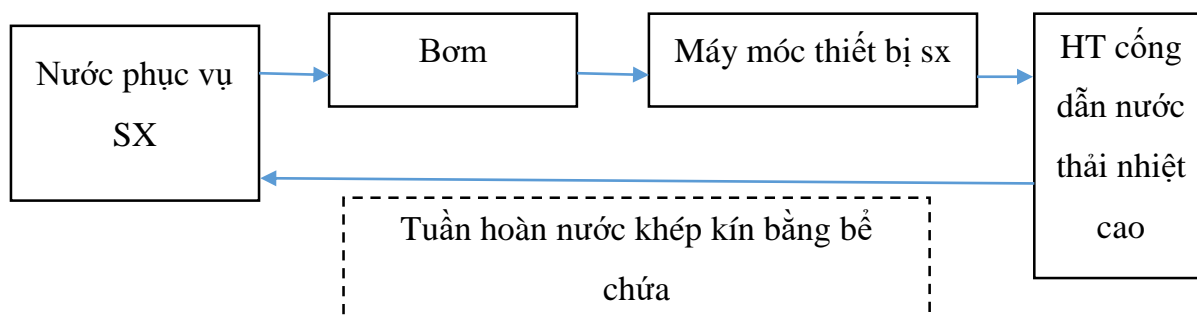 Nước phục vụ
SX
Bơm
Máy móc thiết bị sx
HT cống
dẫn nước
thải nhiệt
cao
Tuần hoàn nước khép kín bằng bể
chứa